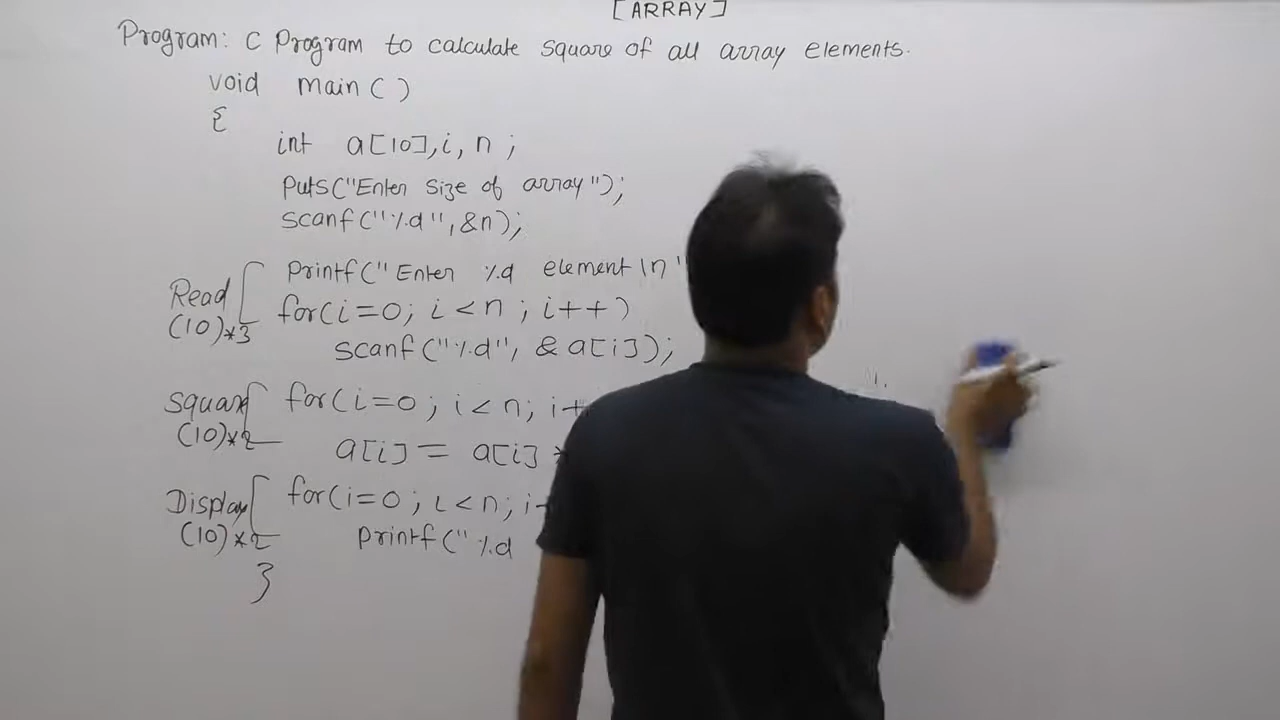 [ARRAY]
Program: C Program to calculate square of all array elements.
void main( )
{
int a[10], i, n ;
Puts("Enter size of array");
scanf("%d", &n);
Printf(" Enter %d element \n"
Read
for(i=0; i<n ; i++)
(10)*3
scanf("%d", & a[i]);
square
for(i=0; i<n; i+
(10)*2
a[i] = a[i] *
Display
for(i=0; i<n; i+
(10)*2
Printf(" %d
}